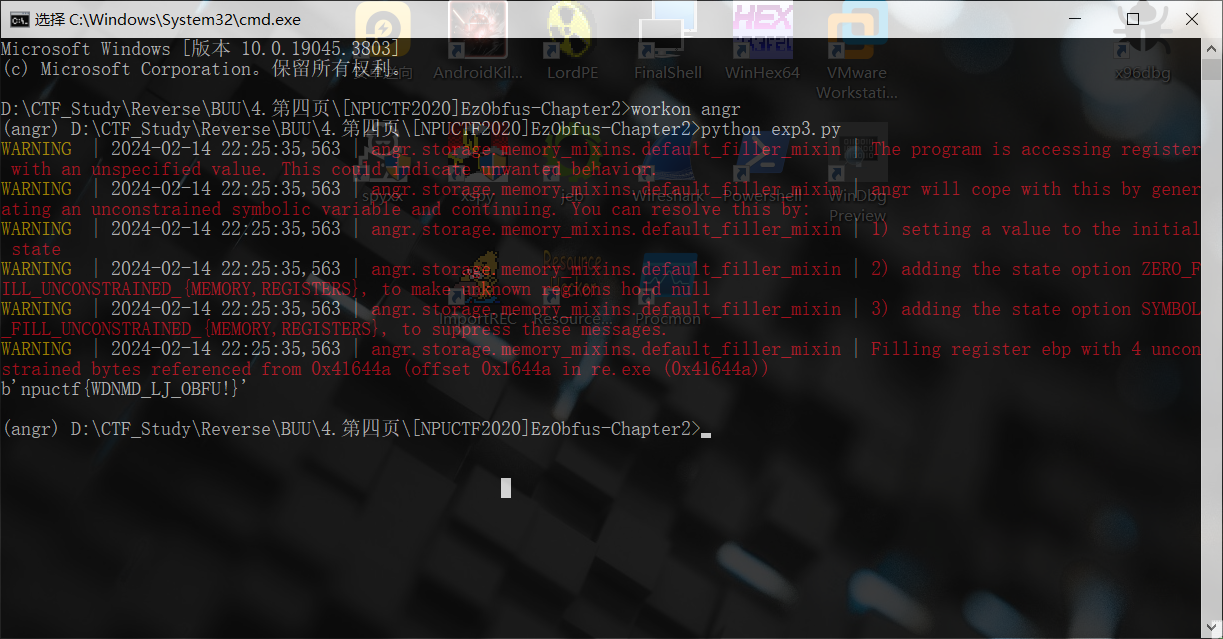 选择 C:\Windows\System32\cmd.exe
Microsoft Windows [版本 10.0.19045.3803]
(c) Microsoft Corporation。保留所有权利。
AndroidKil...
LordPE
FinalShell
WinHex64
VMware
Workstati...
x96dbg
D:\CTF_Study\Reverse\BUU\4.第四页\[NPUCTF2020]EzObfus-Chapter2>workon angr
(angr) D:\CTF_Study\Reverse\BUU\4.第四页\[NPUCTF2020]EzObfus-Chapter2>python exp3.py
WARNING | 2024-02-14 22:25:35,563 | angr.storage.memory_mixins.default_filler_mixin | The program is accessing register
with an unspecified value. This could indicate unwanted behavior.
WARNING | 2024-02-14 22:25:35,563 | angr.storage.memory_mixins.default_filler_mixin | angr will cope with this by gener
ating an unconstrained symbolic variable and continuing. You can resolve this by:
spyxx
xspy
jeb
Wireshark
Powershell
WinDbg
Preview
WARNING | 2024-02-14 22:25:35,563 | angr.storage.memory_mixins.default_filler_mixin | 1) setting a value to the initial
state
WARNING | 2024-02-14 22:25:35,563 | angr.storage.memory_mixins.default_filler_mixin | 2) adding the state option ZERO_F
ILL_UNCONSTRAINED_{MEMORY,REGISTERS}, to make unknown regions hold null
WARNING | 2024-02-14 22:25:35,563 | angr.storage.memory_mixins.default_filler_mixin | 3) adding the state option SYMBOL
_FILL_UNCONSTRAINED_{MEMORY,REGISTERS}, to suppress these messages.
ImportREC
Resource...
Procmon
WARNING | 2024-02-14 22:25:35,563 | angr.storage.memory_mixins.default_filler_mixin | Filling register ebp with 4 uncon
strained bytes referenced from 0x41644a (offset 0x1644a in re.exe (0x41644a))
b'npuctf{WDNMD_LJ_OBFU!}'
(angr) D:\CTF_Study\Reverse\BUU\4.第四页\[NPUCTF2020]EzObfus-Chapter2>